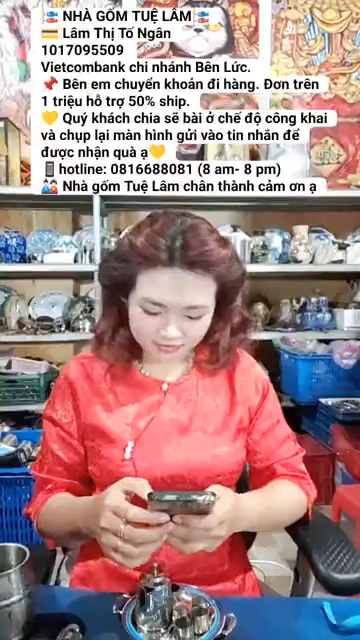 🎏 NHÀ GỐM TUỆ LÂM 🎏
💳 Lâm Thị Tố Ngân
1017095509
Vietcombank chi nhánh Bên Lức.
📌 Bên em chuyển khoản đi hàng. Đơn trên
1 triệu hỗ trợ 50% ship.
💛 Quý khách chia sẽ bài ở chế độ công khai
và chụp lại màn hình gửi vào tin nhắn để
được nhận quà ạ💛
📱hotline: 0816688081 (8 am- 8 pm)
🎎 Nhà gốm Tuệ Lâm chân thành cảm ơn ạ